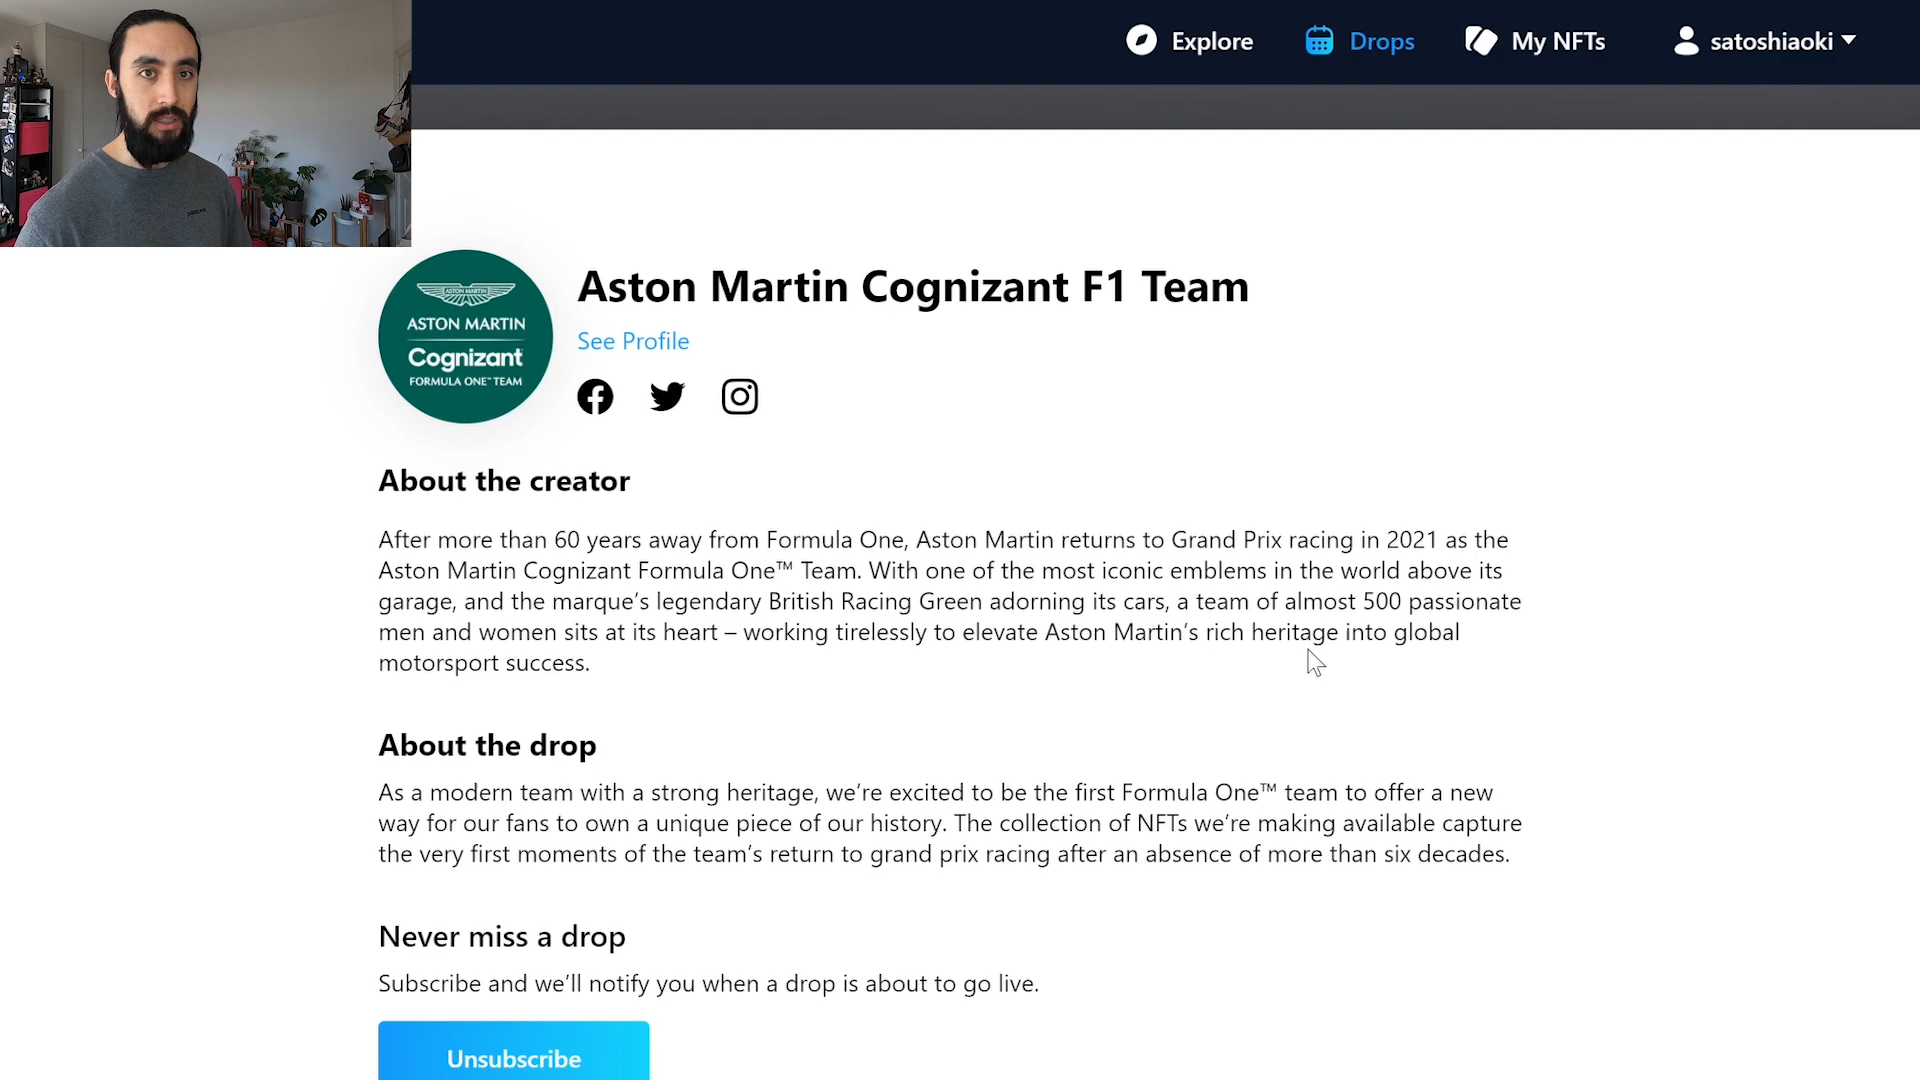 Explore
Drops
My NFTs
satoshiaoki
ASTON MARTIN
ASTON MARTIN
Cognizant
FORMULA ONE™ TEAM
Aston Martin Cognizant F1 Team
See Profile
About the creator
After more than 60 years away from Formula One, Aston Martin returns to Grand Prix racing in 2021 as the
Aston Martin Cognizant Formula One™ Team. With one of the most iconic emblems in the world above its
garage, and the marque’s legendary British Racing Green adorning its cars, a team of almost 500 passionate
men and women sits at its heart – working tirelessly to elevate Aston Martin’s rich heritage into global
motorsport success.
About the drop
As a modern team with a strong heritage, we’re excited to be the first Formula One™ team to offer a new
way for our fans to own a unique piece of our history. The collection of NFTs we’re making available capture
the very first moments of the team’s return to grand prix racing after an absence of more than six decades.
Never miss a drop
Subscribe and we’ll notify you when a drop is about to go live.
Unsubscribe